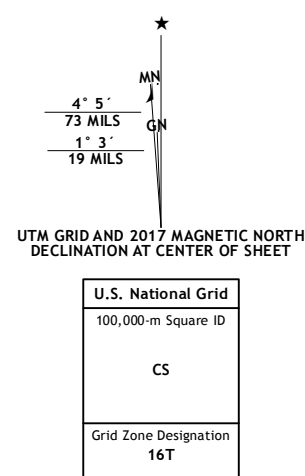 ★
MN
4° 5´
73 MILS
GN
1° 3´
19 MILS
UTM GRID AND 2017 MAGNETIC NORTH
DECLINATION AT CENTER OF SHEET
U.S. National Grid
100,000-m Square ID
CS
Grid Zone Designation
16T